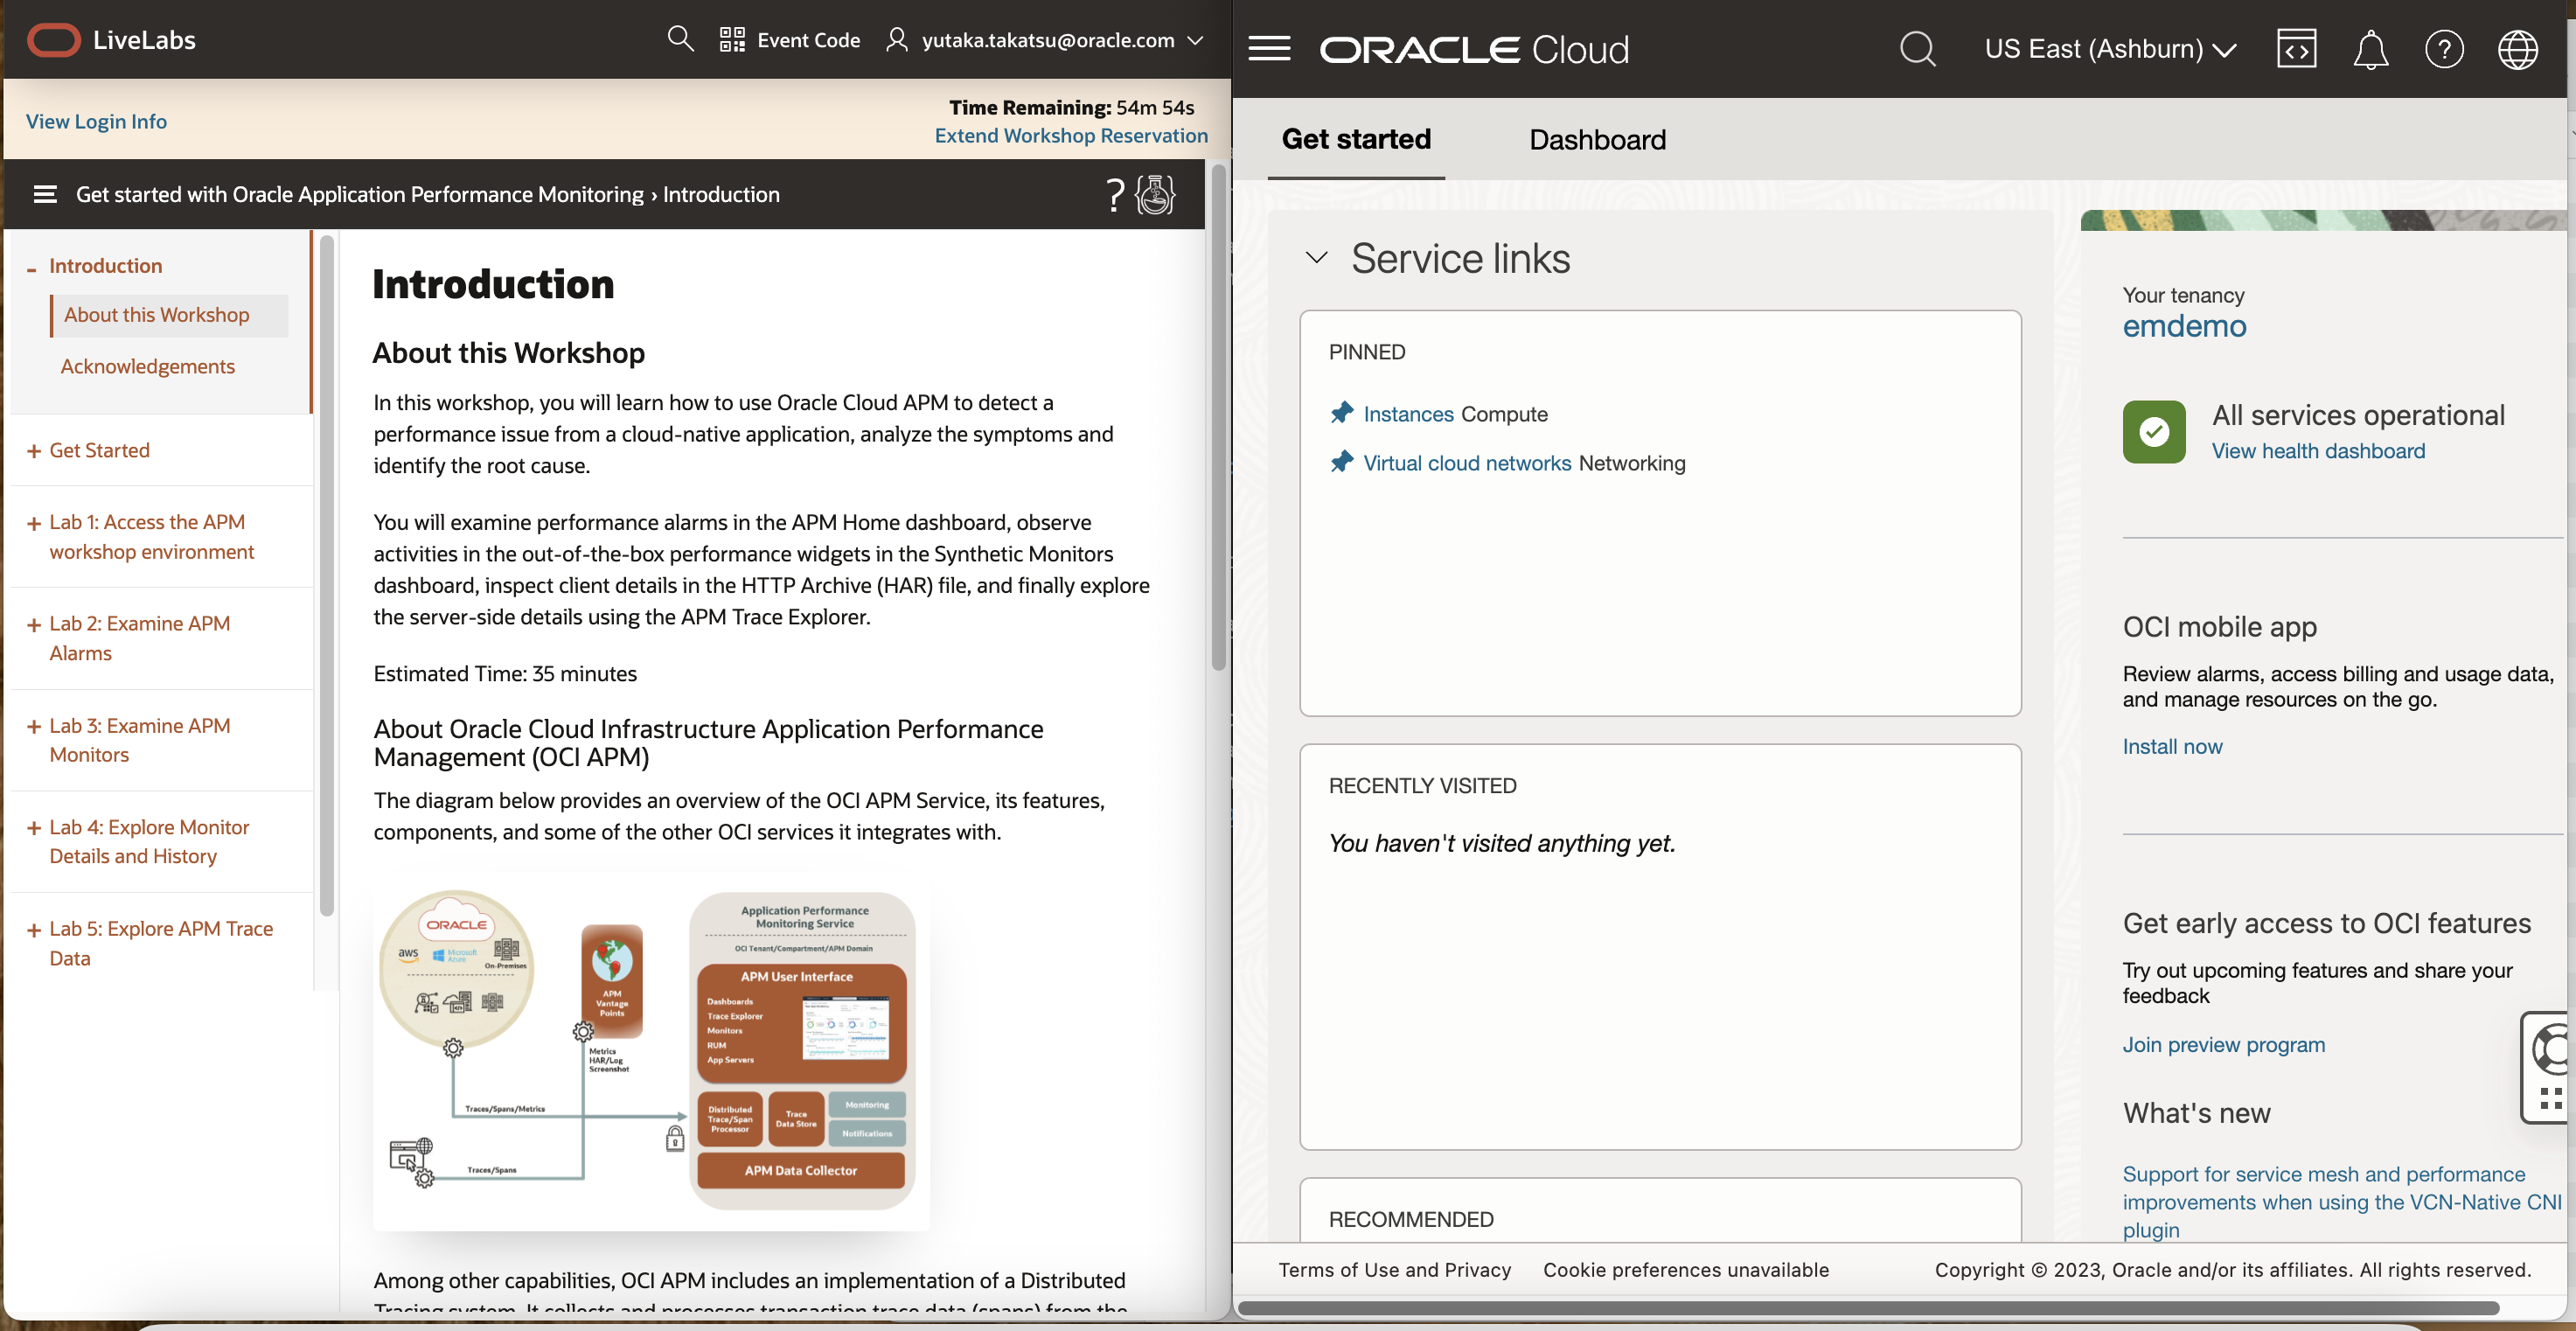 LiveLabs
Event Code
yutaka.takatsu@oracle.com
View Login Info
Time Remaining: 54m 54s
Extend Workshop Reservation
Get started with Oracle Application Performance Monitoring › Introduction
?
- Introduction
About this Workshop
Acknowledgements
+ Get Started
+ Lab 1: Access the APM
workshop environment
+ Lab 2: Examine APM
Alarms
+ Lab 3: Examine APM
Monitors
+ Lab 4: Explore Monitor
Details and History
+ Lab 5: Explore APM Trace
Data
Introduction
About this Workshop
In this workshop, you will learn how to use Oracle Cloud APM to detect a
performance issue from a cloud-native application, analyze the symptoms and
identify the root cause.
You will examine performance alarms in the APM Home dashboard, observe
activities in the out-of-the-box performance widgets in the Synthetic Monitors
dashboard, inspect client details in the HTTP Archive (HAR) file, and finally explore
the server-side details using the APM Trace Explorer.
Estimated Time: 35 minutes
About Oracle Cloud Infrastructure Application Performance
Management (OCI APM)
The diagram below provides an overview of the OCI APM Service, its features,
components, and some of the other OCI services it integrates with.
ORACLE
aws
Microsoft
Azure
On-Premises
APM
Vantage
Points
Metrics
HAR/Log
Screenshot
Traces/Spans/Metrics
Traces/Spans
Application Performance
Monitoring Service
OCI Tenant/Compartment/APM Domain
APM User Interface
Dashboards
Trace Explorer
Monitors
RUM
App Servers
Distributed
Trace/Span
Processor
Trace
Data Store
Monitoring
Notifications
APM Data Collector
Among other capabilities, OCI APM includes an implementation of a Distributed
Tracing system. It collects and processes transaction trace data (spans) from the
ORACLE Cloud
US East (Ashburn)
Get started
Dashboard
Service links
PINNED
Instances Compute
Virtual cloud networks Networking
RECENTLY VISITED
You haven't visited anything yet.
RECOMMENDED
Your tenancy
emdemo
All services operational
View health dashboard
OCI mobile app
Review alarms, access billing and usage data,
and manage resources on the go.
Install now
Get early access to OCI features
Try out upcoming features and share your
feedback
Join preview program
What's new
Support for service mesh and performance
improvements when using the VCN-Native CNI
plugin
Terms of Use and Privacy
Cookie preferences unavailable
Copyright © 2023, Oracle and/or its affiliates. All rights reserved.